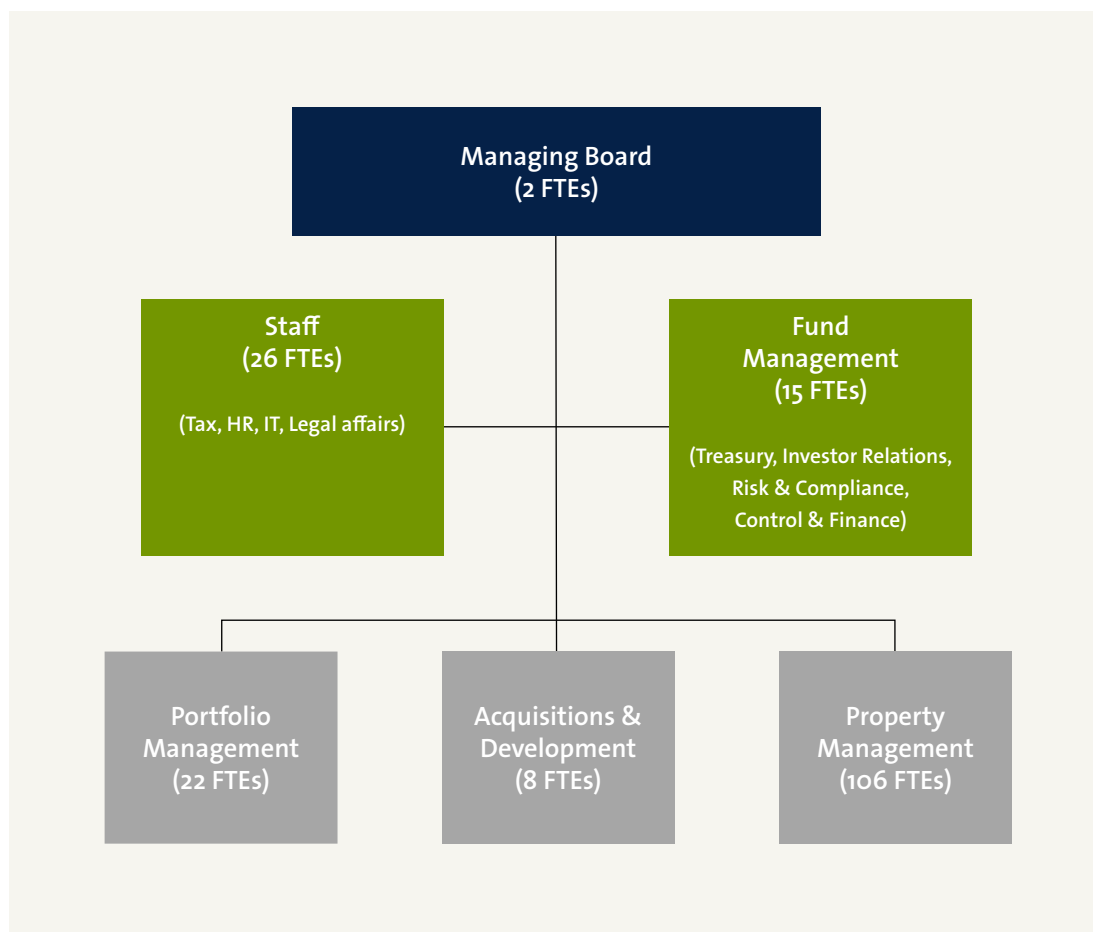 Managing Board
(2 FTEs)
Staff
(26 FTEs)
(Tax, HR, IT, Legal affairs)
Fund
Management
(15 FTEs)
(Treasury, Investor Relations,
Risk & Compliance,
Control & Finance)
Portfolio
Management
(22 FTEs)
Acquisitions &
Development
(8 FTEs)
Property
Management
(106 FTEs)